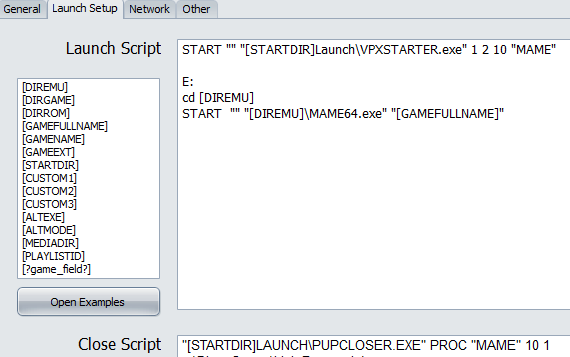 General Launch Setup Network Other
Launch Script
START "" "[STARTDIR]Launch\VPXSTARTER.exe" 1 2 10 "MAME"
E:
cd [DIREMU]
START "" "[DIREMU]\MAME64.exe" "[GAMEFULLNAME]"
[DIREMU]
[DIRGAME]
[DIRROM]
[GAMEFULLNAME]
[GAMENAME]
[GAMEEXT]
[STARTDIR]
[CUSTOM1]
[CUSTOM2]
[CUSTOM3]
[ALTEXE]
[ALTMODE]
[MEDIADIR]
[PLAYLISTID]
[?game_field?]
Open Examples
Close Script
"[STARTDIR]LAUNCH\PUPCLOSER.EXE" PROC "MAME" 10 1